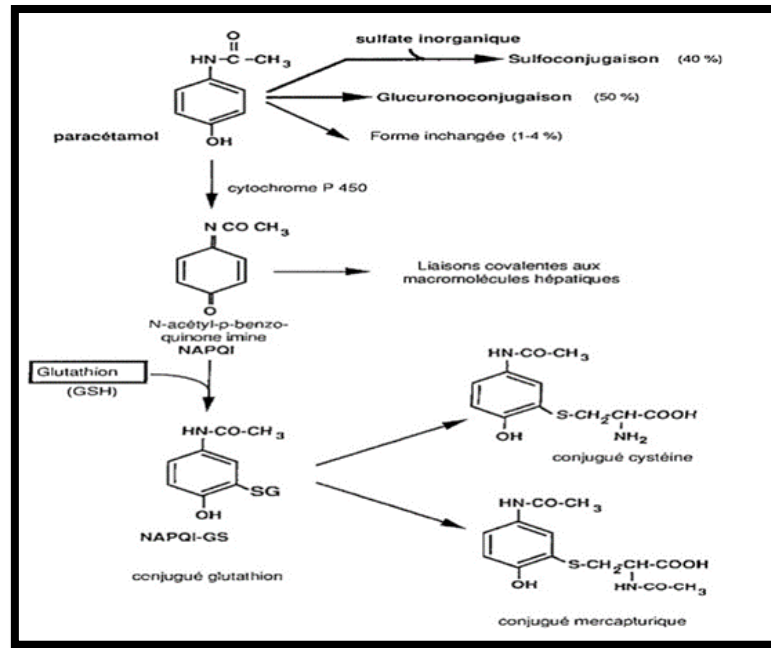 O
HN-C-CH3
OH
paracétamol
sulfate inorganique
Sulfoconjugaison (40 %)
Glucuronoconjugaison (50 %)
Forme inchangée (1-4 %)
cytochrome P 450
N CO CH3
O
N-acétyl-p-benzo-
quinone imine
NAPQI
Liaisons covalentes aux
macromolécules hépatiques
Glutathion
(GSH)
HN-CO-CH3
SG
OH
NAPQI-GS
conjugué glutathion
HN-CO-CH3
S-CH2-CH-COOH
NH2
OH
conjugué cystéine
HN-CO-CH3
S-CH2-CH-COOH
HN-CO-CH3
OH
conjugué mercapturique